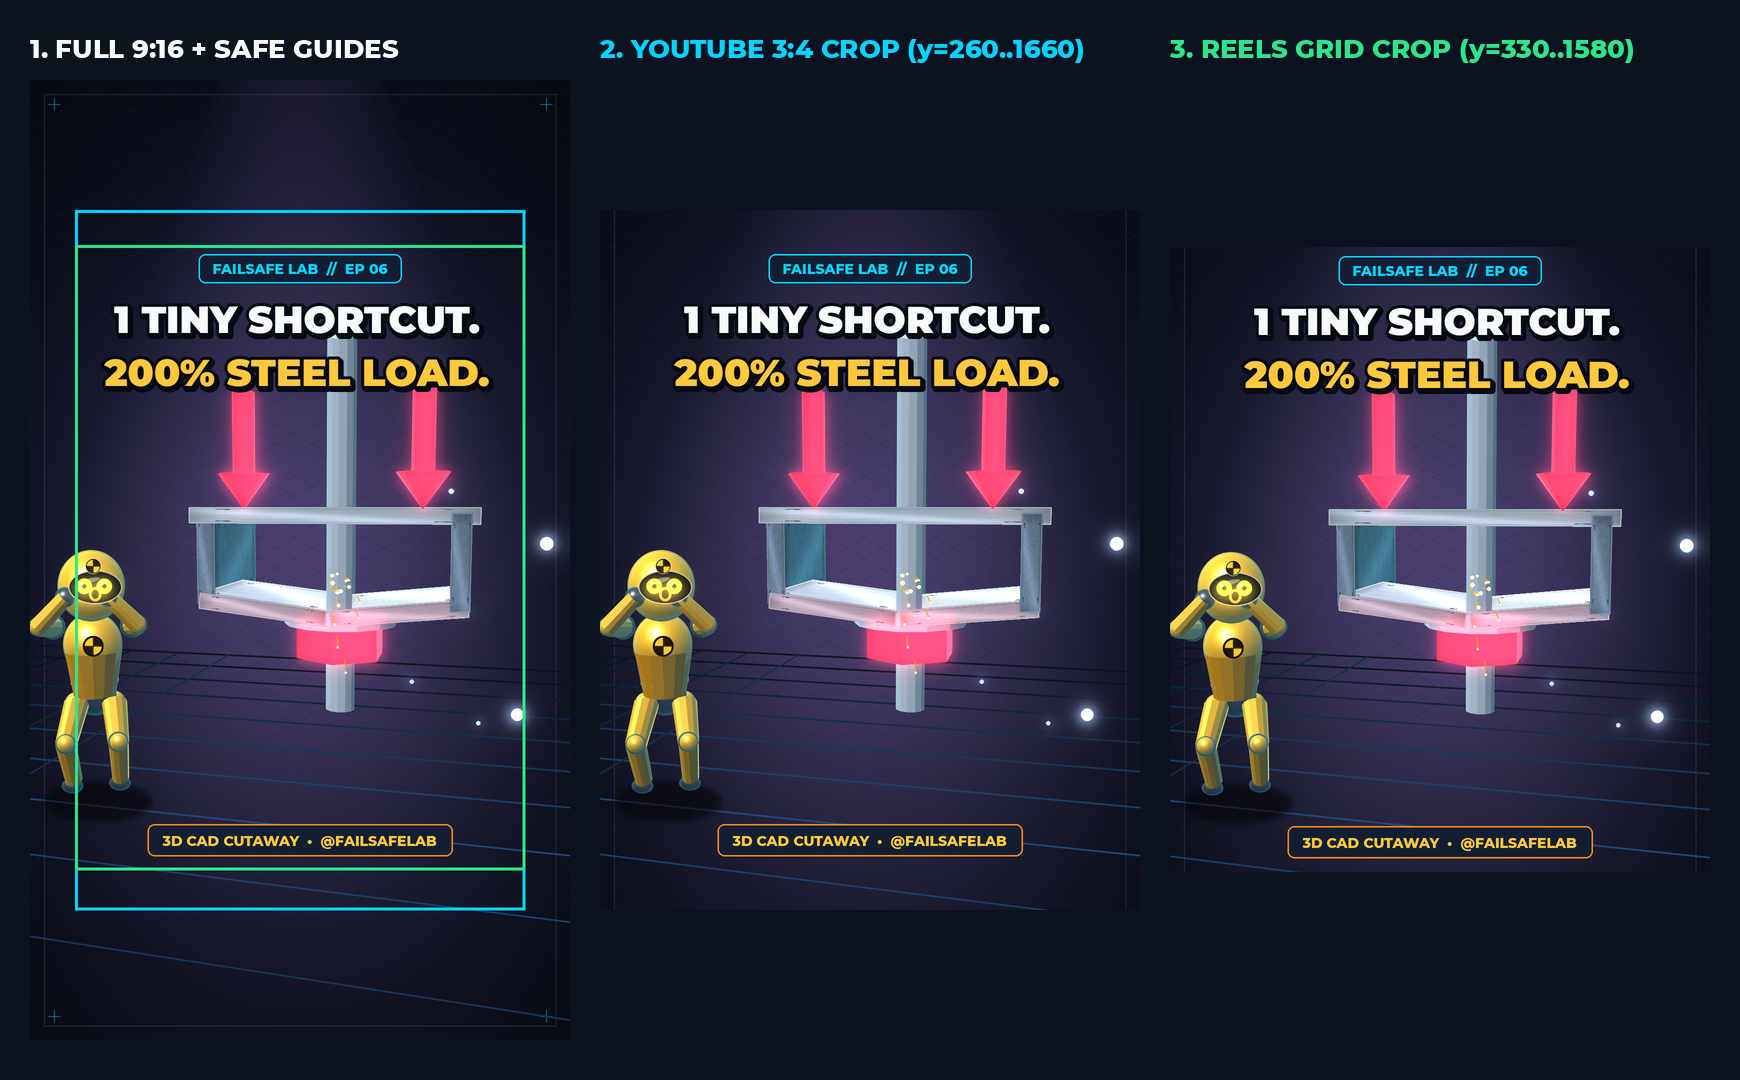 1. FULL 9:16 + SAFE GUIDES
FAILSAFE LAB // EP 06
1 TINY SHORTCUT.
200% STEEL LOAD.
3D CAD CUTAWAY • @FAILSAFELAB
2. YOUTUBE 3:4 CROP (y=260..1660)
FAILSAFE LAB // EP 06
1 TINY SHORTCUT.
200% STEEL LOAD.
3D CAD CUTAWAY • @FAILSAFELAB
3. REELS GRID CROP (y=330..1580)
FAILSAFE LAB // EP 06
1 TINY SHORTCUT.
200% STEEL LOAD.
3D CAD CUTAWAY • @FAILSAFELAB